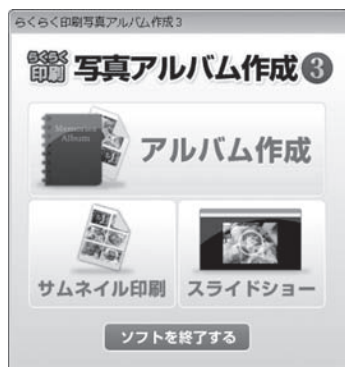 らくらく印刷写真アルバム作成3
らくらく印刷 写真アルバム作成3
Memories Album
アルバム作成
サムネイル印刷
スライドショー
ソフトを終了する